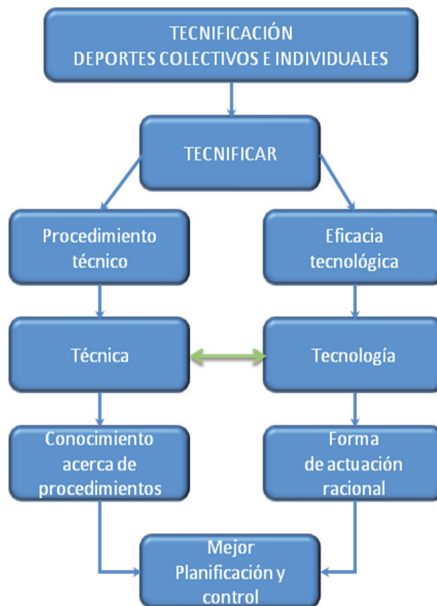 TECNIFICACIÓN
DEPORTES COLECTIVOS E INDIVIDUALES
TECNIFICAR
Procedimiento
técnico
Eficacia
tecnológica
Técnica
Tecnología
Conocimiento
acerca de
procedimientos
Forma
de actuación
racional
Mejor
Planificación y
control